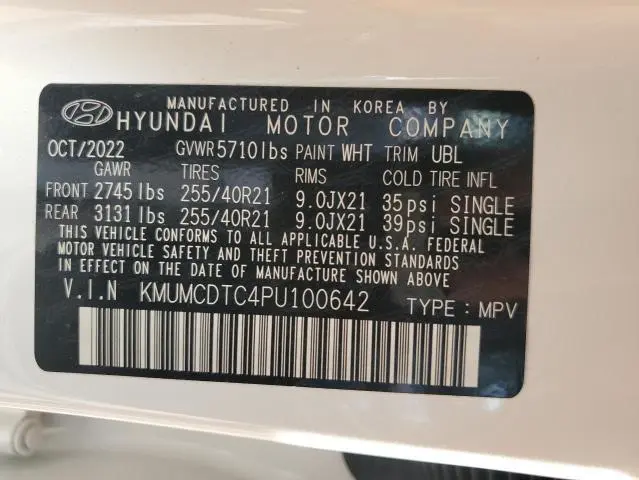 MANUFACTURED IN KOREA BY
HYUNDAI MOTOR COMPANY
OCT/2022 GVWR 5710lbs PAINT WHT TRIM UBL
GAWR TIRES RIMS COLD TIRE INFL
FRONT 2745 lbs 255/40R21 9.0JX21 35psi SINGLE
REAR 3131 lbs 255/40R21 9.0JX21 39psi SINGLE
THIS VEHICLE CONFORMS TO ALL APPLICABLE U.S.A. FEDERAL
MOTOR VEHICLE SAFETY AND THEFT PREVENTION STANDARDS
IN EFFECT ON THE DATE OF MANUFACTURE SHOWN ABOVE.
V.I.N KMUMCDTC4PU100642 TYPE : MPV